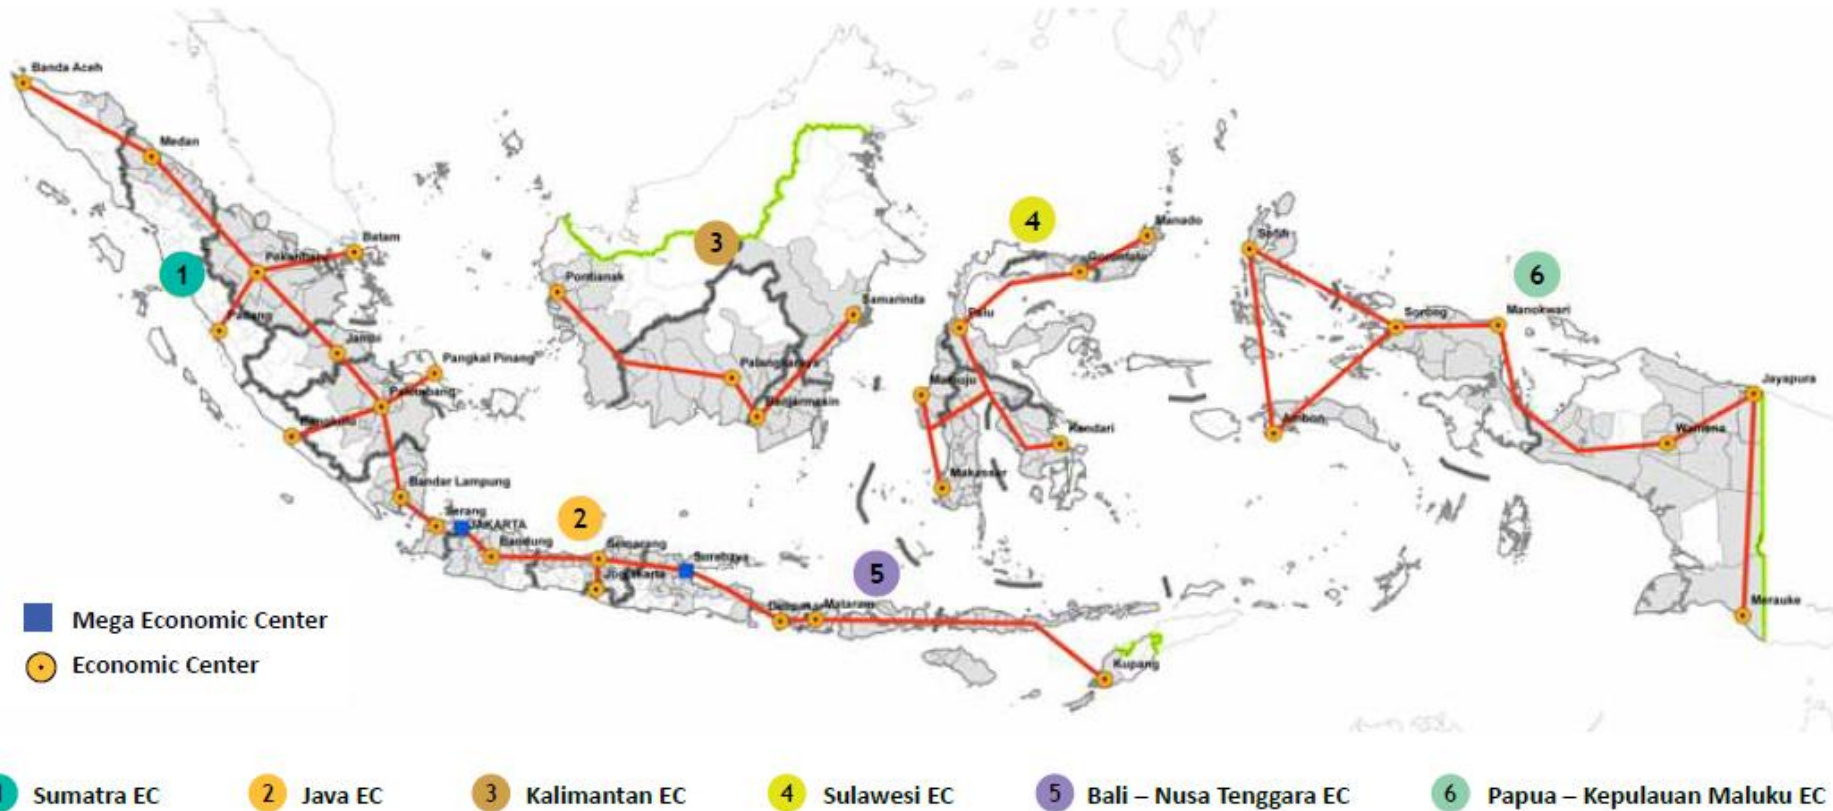 Banda Aceh
Medan
Batam
Pekanbaru
1
Padang
Jambi
Pangkal Pinang
Palembang
Bengkulu
Bandar Lampung
Serang
JAKARTA
2
Bandung
Semarang
Surabaya
Jogjakarta
3
Pontianak
Samarinda
Palangkaraya
Banjarmasin
4
Manado
Gorontalo
Palu
Mamuju
Kendari
Makassar
5
Denpasar
Mataram
Kupang
Sofifi
6
Sorong
Manokwari
Ambon
Jayapura
Wamena
Merauke
Mega Economic Center
Economic Center
1 Sumatra EC
2 Java EC
3 Kalimantan EC
4 Sulawesi EC
5 Bali – Nusa Tenggara EC
6 Papua – Kepulauan Maluku EC